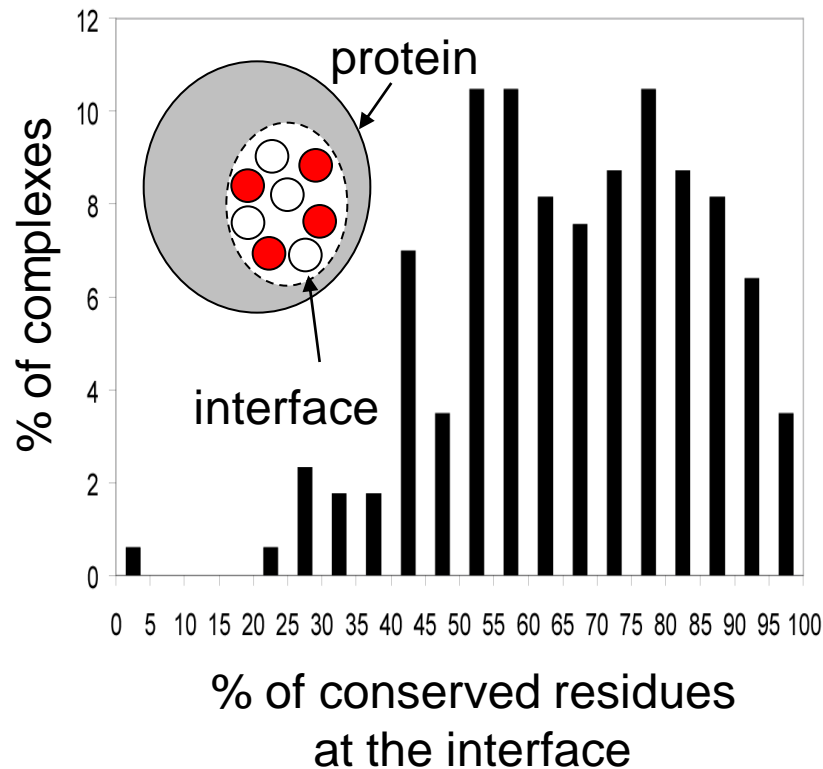 protein
interface
% of complexes
12
10
8
6
4
2
0
0 5 10 15 20 25 30 35 40 45 50 55 60 65 70 75 80 85 90 95 100
% of conserved residues
at the interface